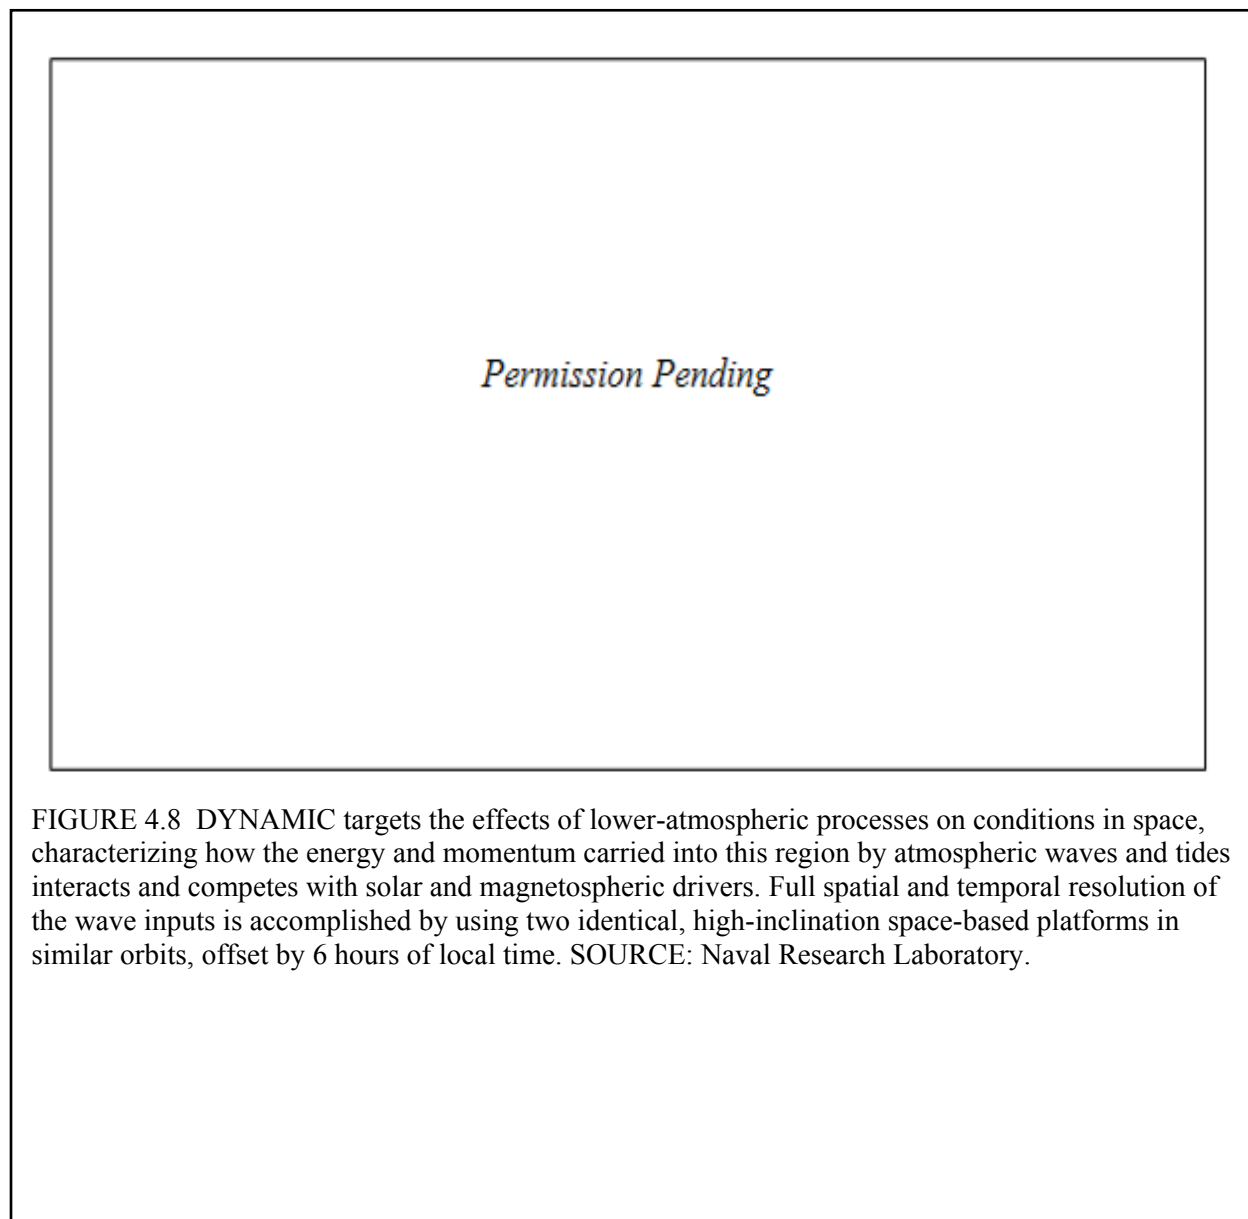 Permission Pending
FIGURE 4.8  DYNAMIC targets the effects of lower-atmospheric processes on conditions in space,
characterizing how the energy and momentum carried into this region by atmospheric waves and tides
interacts and competes with solar and magnetospheric drivers. Full spatial and temporal resolution of
the wave inputs is accomplished by using two identical, high-inclination space-based platforms in
similar orbits, offset by 6 hours of local time. SOURCE: Naval Research Laboratory.